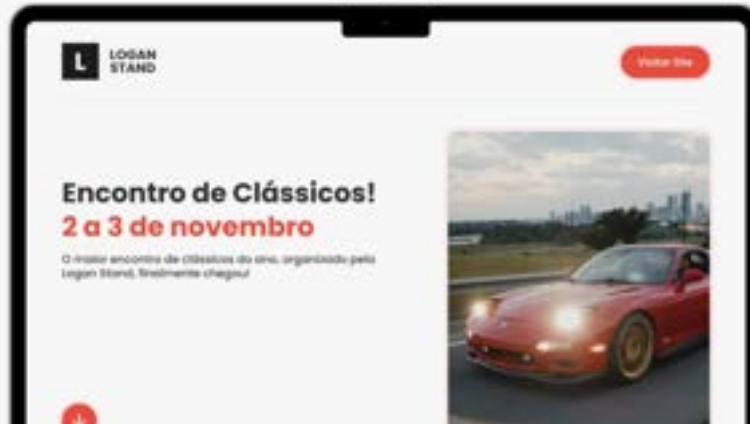 L
LOGAN
STAND
Visitar Site
Encontro de Clássicos!
2 a 3 de novembro
O maior encontro de clássicos do ano, organizado pela
Logan Stand, finalmente chegou!